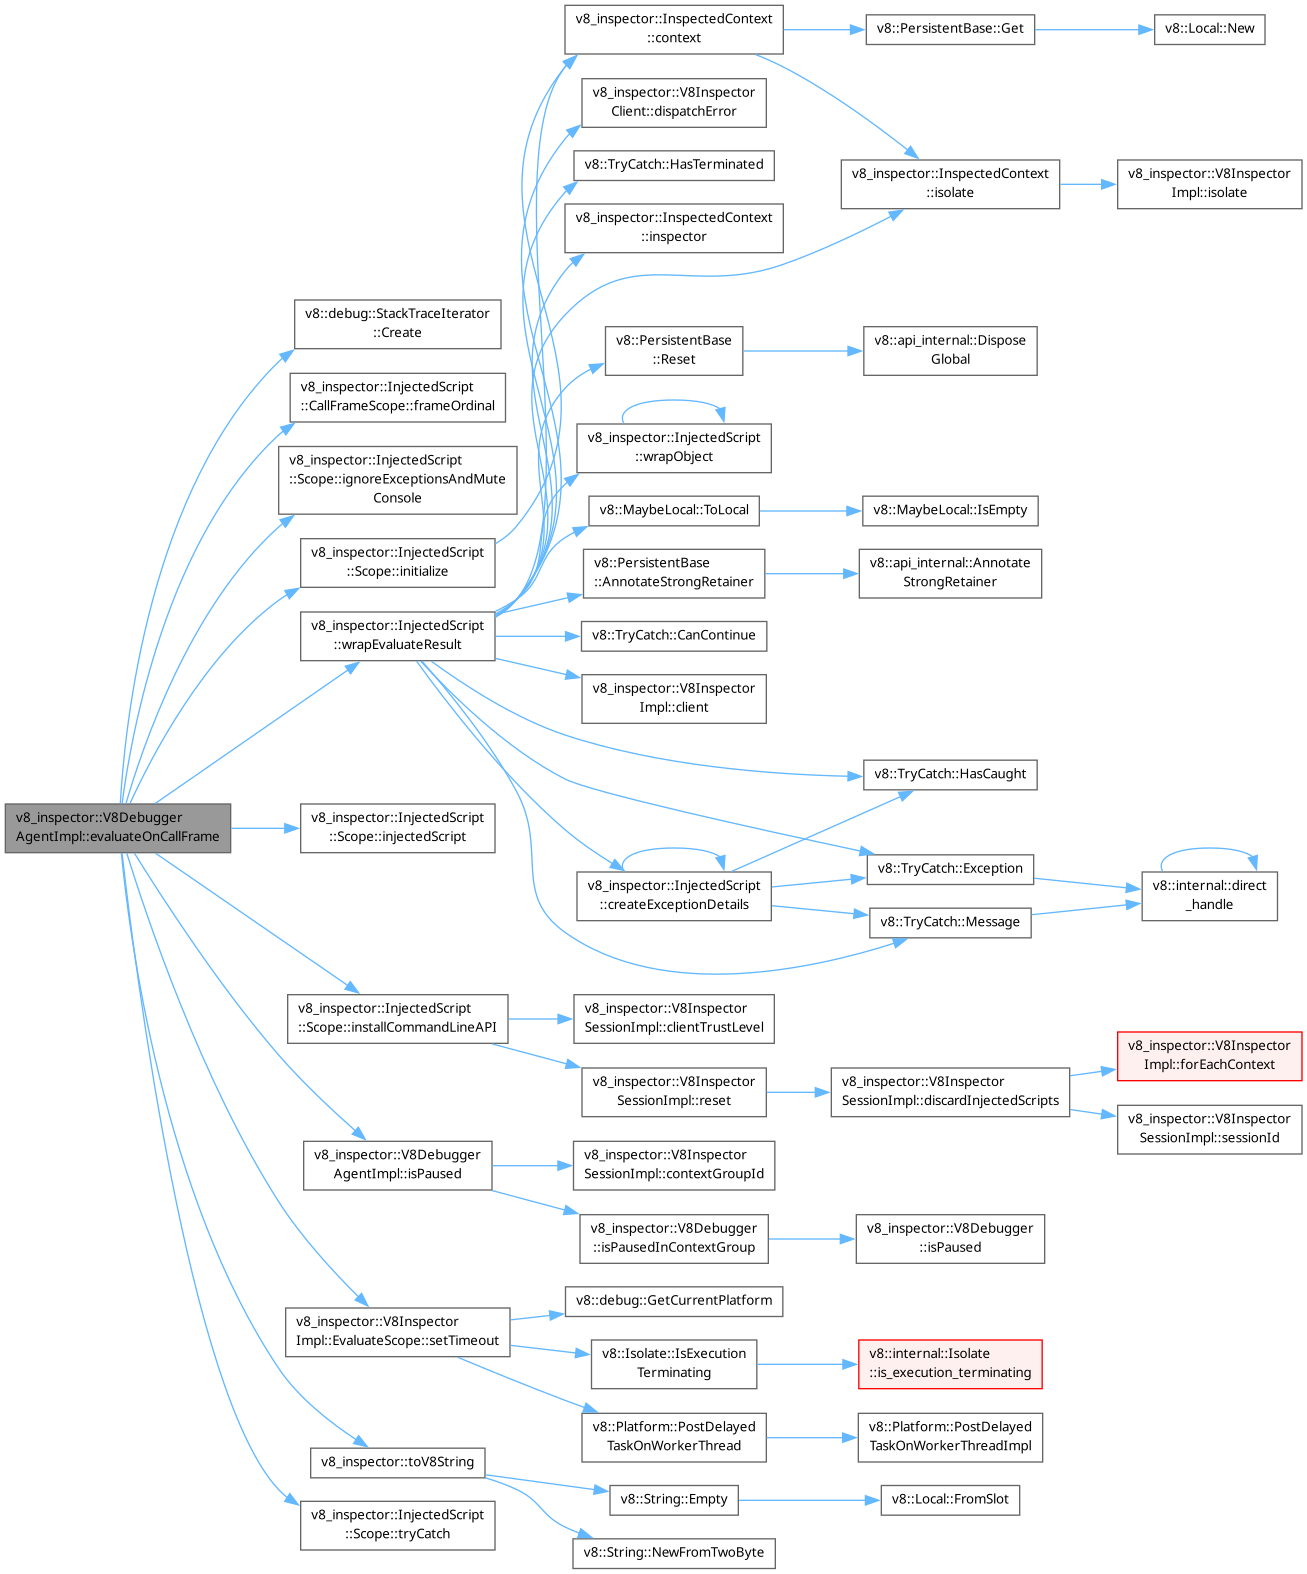 v8_inspector::V8Debugger
AgentImpl::evaluateOnCallFrame
v8::debug::StackTraceIterator
::Create
v8_inspector::InjectedScript
::CallFrameScope::frameOrdinal
v8_inspector::InjectedScript
::Scope::ignoreExceptionsAndMute
Console
v8_inspector::InjectedScript
::Scope::initialize
v8_inspector::InjectedScript
::wrapEvaluateResult
v8_inspector::InjectedScript
::Scope::injectedScript
v8_inspector::InjectedScript
::Scope::installCommandLineAPI
v8_inspector::V8Debugger
AgentImpl::isPaused
v8_inspector::V8Inspector
Impl::EvaluateScope::setTimeout
v8_inspector::toV8String
v8_inspector::InjectedScript
::Scope::tryCatch
v8_inspector::InspectedContext
::context
v8_inspector::V8Inspector
Client::dispatchError
v8::TryCatch::HasTerminated
v8_inspector::InspectedContext
::inspector
v8::PersistentBase
::Reset
v8_inspector::InjectedScript
::wrapObject
v8::MaybeLocal::ToLocal
v8::PersistentBase
::AnnotateStrongRetainer
v8::TryCatch::CanContinue
v8_inspector::V8Inspector
Impl::client
v8_inspector::InjectedScript
::createExceptionDetails
v8_inspector::V8Inspector
SessionImpl::clientTrustLevel
v8_inspector::V8Inspector
SessionImpl::reset
v8_inspector::V8Inspector
SessionImpl::contextGroupId
v8_inspector::V8Debugger
::isPausedInContextGroup
v8::debug::GetCurrentPlatform
v8::Isolate::IsExecution
Terminating
v8::Platform::PostDelayed
TaskOnWorkerThread
v8::String::Empty
v8::String::NewFromTwoByte
v8::PersistentBase::Get
v8_inspector::InspectedContext
::isolate
v8::api_internal::Dispose
Global
v8::MaybeLocal::IsEmpty
v8::api_internal::Annotate
StrongRetainer
v8::TryCatch::HasCaught
v8::TryCatch::Exception
v8::TryCatch::Message
v8_inspector::V8Inspector
SessionImpl::discardInjectedScripts
v8_inspector::V8Debugger
::isPaused
v8::internal::Isolate
::is_execution_terminating
v8::Platform::PostDelayed
TaskOnWorkerThreadImpl
v8::Local::FromSlot
v8::Local::New
v8_inspector::V8Inspector
Impl::isolate
v8::internal::direct
_handle
v8_inspector::V8Inspector
Impl::forEachContext
v8_inspector::V8Inspector
SessionImpl::sessionId